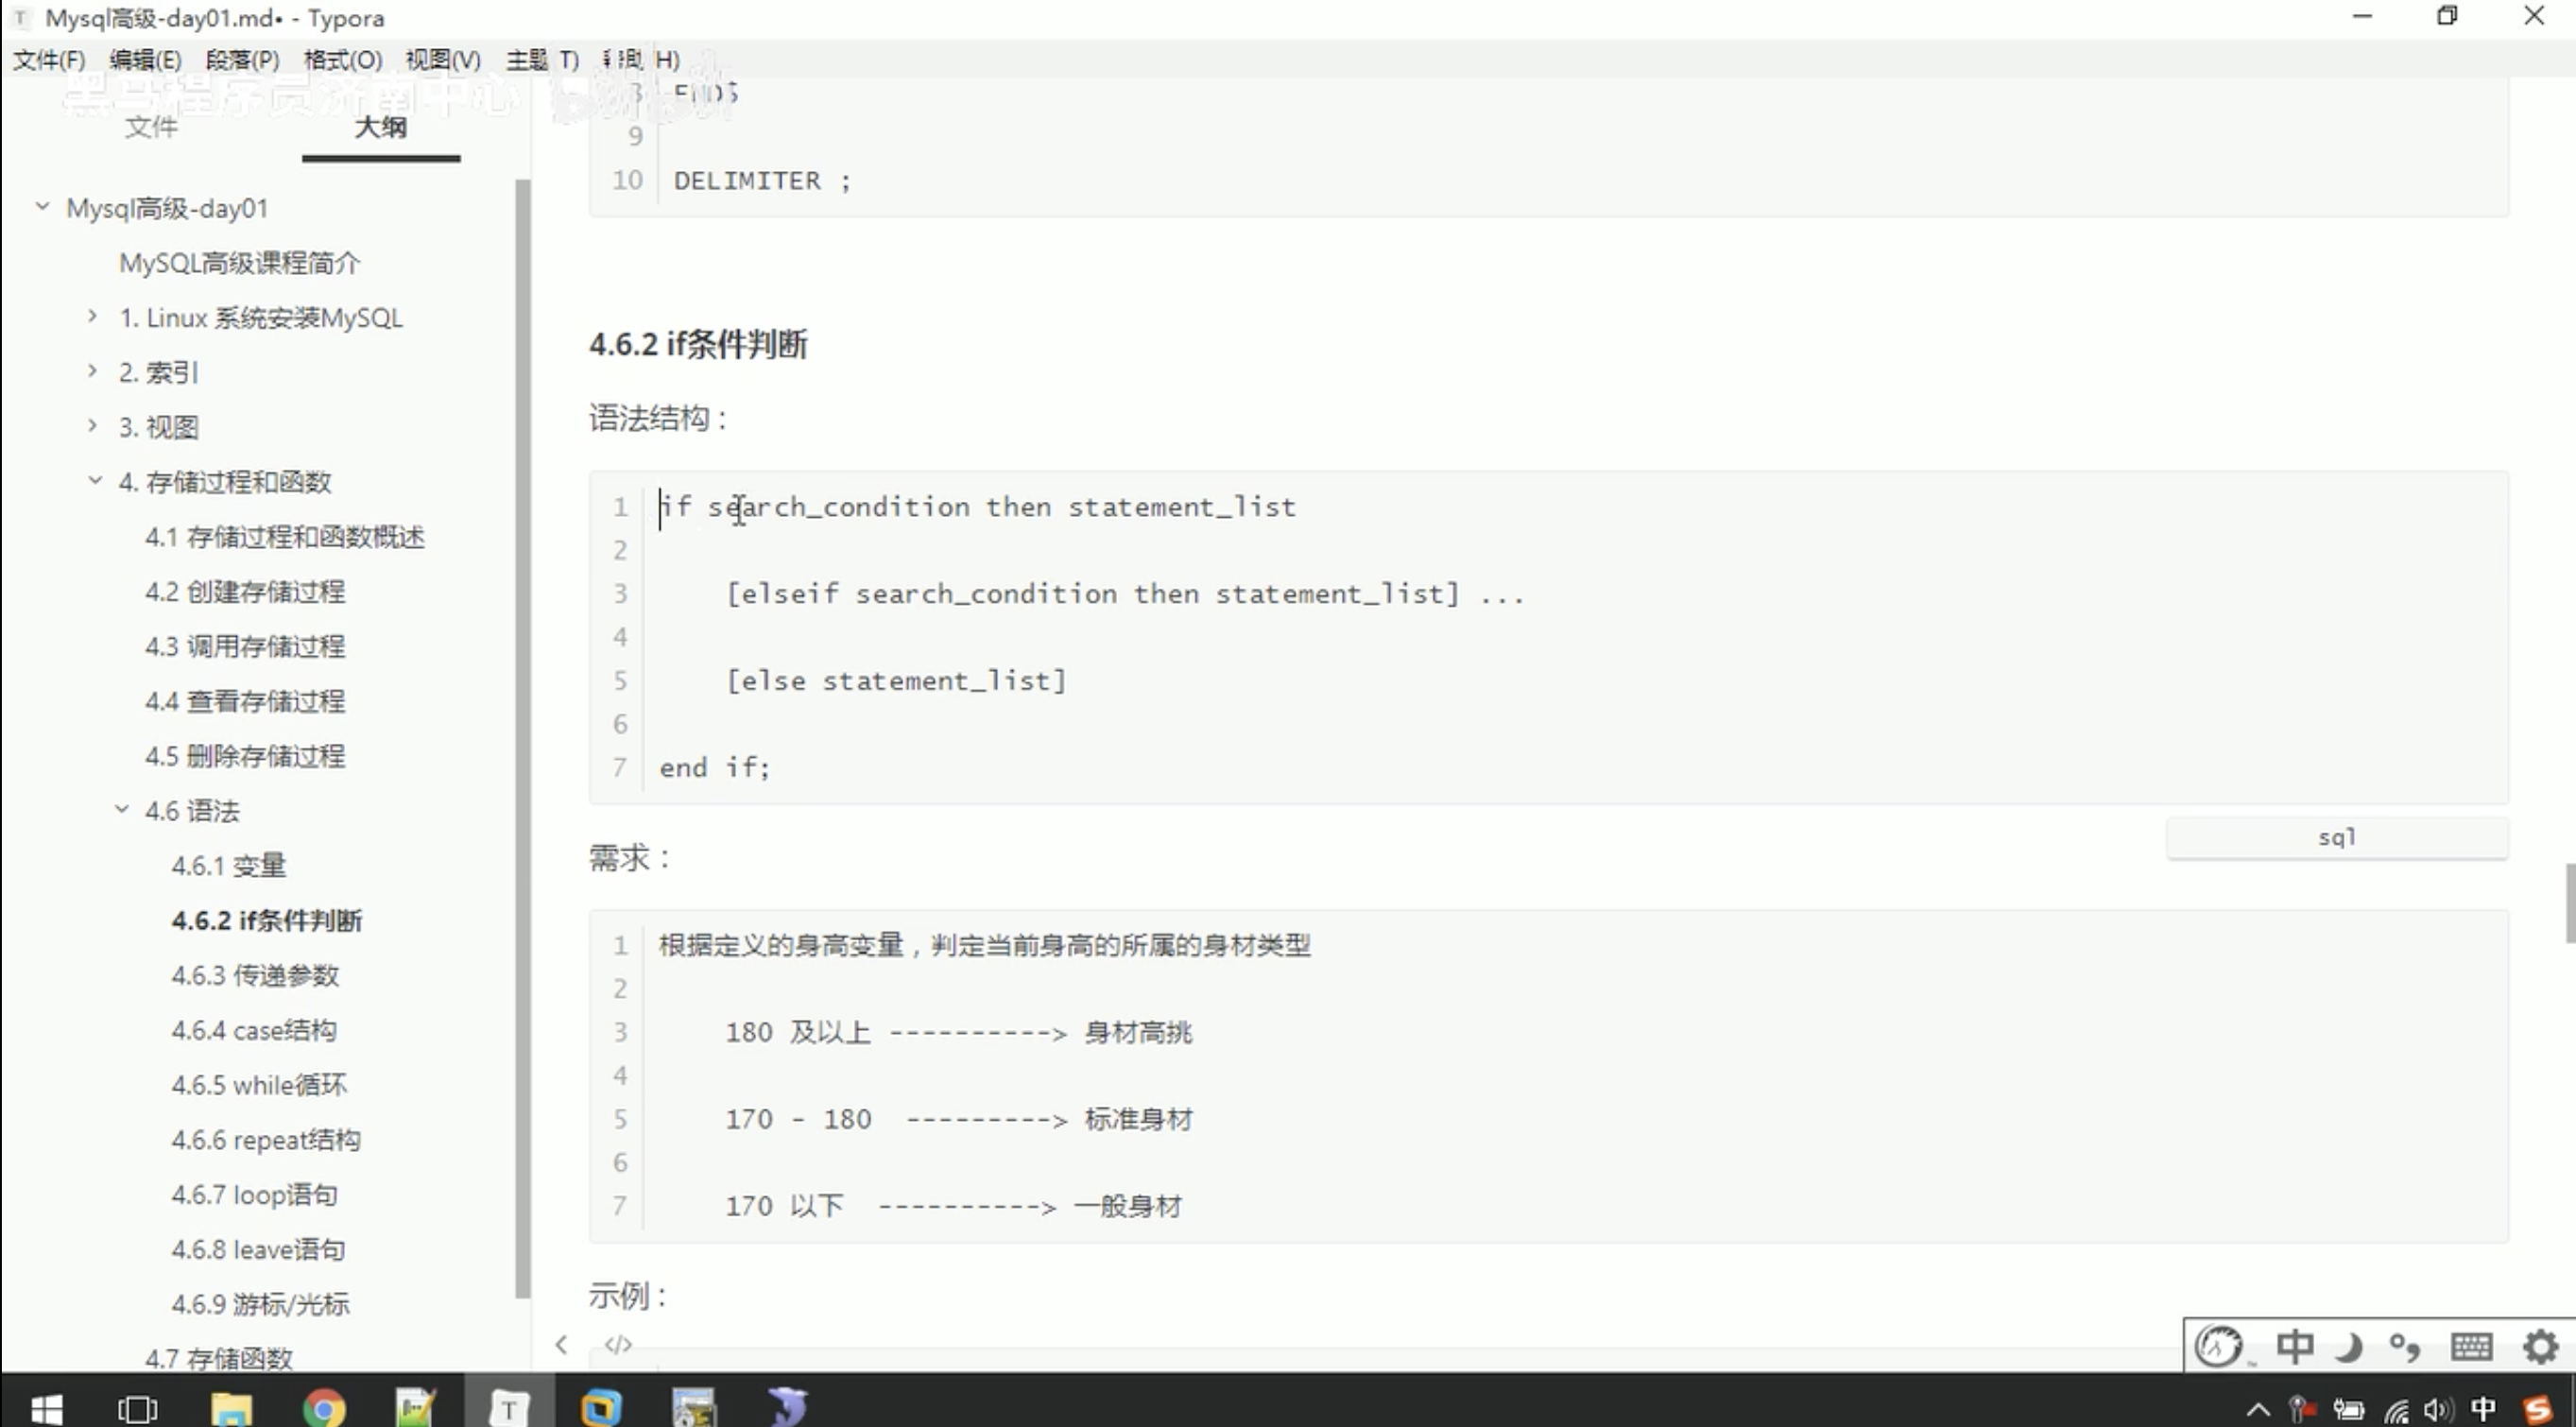 Mysql高级-day01.md• - Typora
文件(F) 编辑(E) 段落(P) 格式(O) 视图(V) 主题(T) 帮助(H)
黑马程序员济南中心
文件 大纲
Mysql高级-day01
MySQL高级课程简介
1. Linux 系统安装MySQL
2. 索引
3. 视图
4. 存储过程和函数
4.1 存储过程和函数概述
4.2 创建存储过程
4.3 调用存储过程
4.4 查看存储过程
4.5 删除存储过程
4.6 语法
4.6.1 变量
4.6.2 if条件判断
4.6.3 传递参数
4.6.4 case结构
4.6.5 while循环
4.6.6 repeat结构
4.6.7 loop语句
4.6.8 leave语句
4.6.9 游标/光标
4.7 存储函数
8 END$
9
10 DELIMITER ;
4.6.2 if条件判断
语法结构 :
1 if search_condition then statement_list
2
3 [elseif search_condition then statement_list] ...
4
5 [else statement_list]
6
7 end if;
sql
需求 :
1 根据定义的身高变量，判定当前身高的所属的身材类型
2
3 180 及以上 ----------> 身材高挑
4
5 170 - 180 ---------> 标准身材
6
7 170 以下 ----------> 一般身材
示例 :
</>
中
中